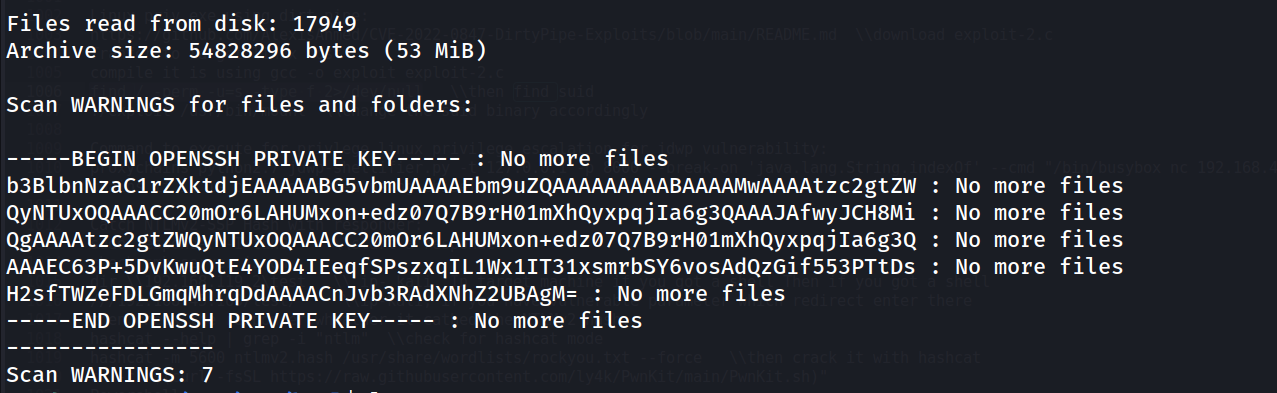 Files read from disk: 17949
Archive size: 54828296 bytes (53 MiB)
Scan WARNINGS for files and folders:
-----BEGIN OPENSSH PRIVATE KEY----- : No more files
b3BlbnNzaC1rZXktdjEAAAAABG5vbmUAAAAEbm9uZQAAAAAAAAABAAAAMwAAAAtzc2gtZW : No more files
QyNTUxOQAAACC20mOr6LAHUMxon+edz07Q7B9rH01mXhQyxpqjIa6g3QAAAJAfwyJCH8Mi : No more files
QgAAAAtzc2gtZWQyNTUxOQAAACC20mOr6LAHUMxon+edz07Q7B9rH01mXhQyxpqjIa6g3Q : No more files
AAAEC63P+5DvKwuQtE4YOD4IEeqfSPszxqIL1Wx1IT31xsmrbSY6vosAdQzGif553PTtDs : No more files
H2sfTWZeFDLGmqMhrqDdAAAACnJvb3RAdXNhZ2UBAgM= : No more files
-----END OPENSSH PRIVATE KEY----- : No more files
----------------
Scan WARNINGS: 7